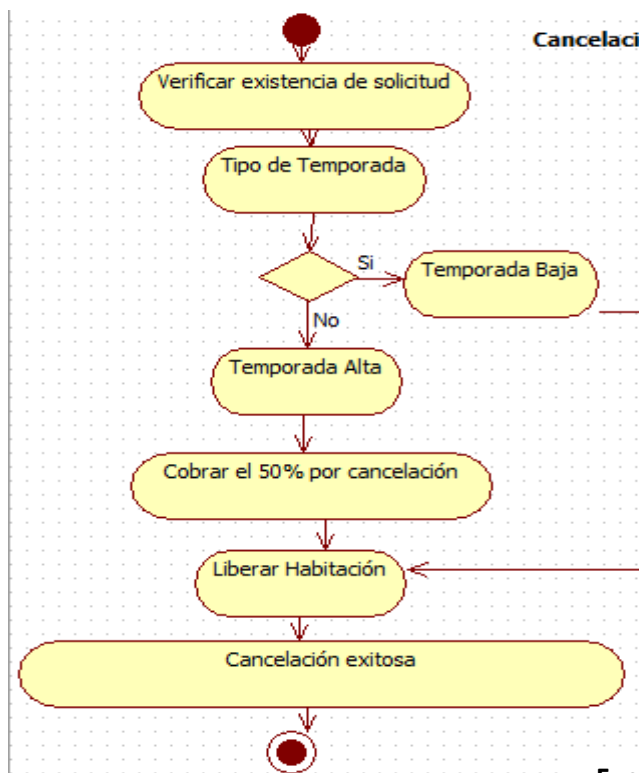 Cancelaci
Verificar existencia de solicitud
Tipo de Temporada
Si
Temporada Baja
No
Temporada Alta
Cobrar el 50% por cancelación
Liberar Habitación
Cancelación exitosa